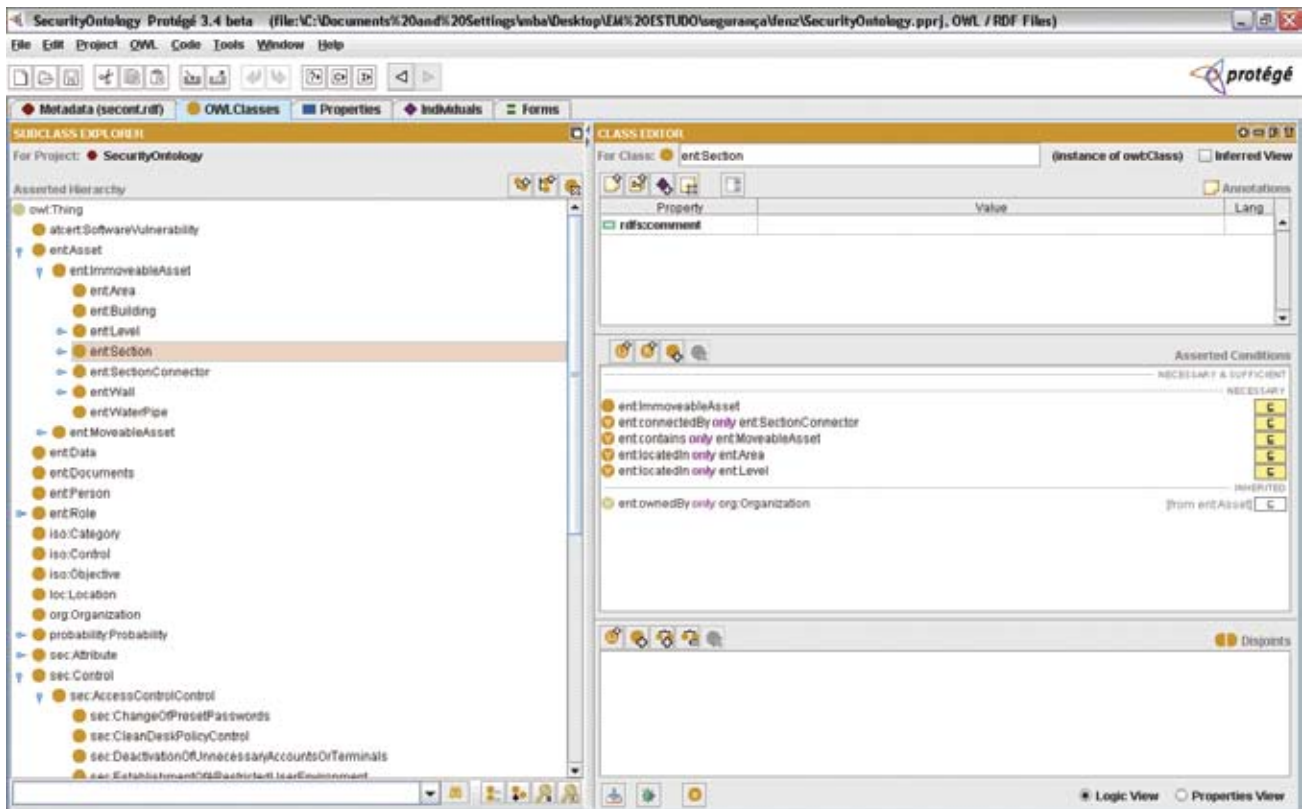 SecurityOntology Protégé 3.4 beta (file:\C:\Documents%20and%20Settings\mba\Desktop\EM%20ESTUDO\segurança\fenz\SecurityOntology.pprj, OWL / RDF Files)
File Edit Project OWL Code Tools Window Help
protégé
Metadata (secont.rdf) OWLClasses Properties Individuals Forms
SUBCLASS EXPLORER
For Project: SecurityOntology
Asserted Hierarchy
owl:Thing
atcert:SoftwareVulnerability
ent:Asset
ent:ImmoveableAsset
ent:Area
ent:Building
ent:Level
ent:Section
ent:SectionConnector
ent:Wall
ent:WaterPipe
ent:MoveableAsset
ent:Data
ent:Documents
ent:Person
ent:Role
iso:Category
iso:Control
iso:Objective
loc:Location
org:Organization
probability:Probability
sec:Attribute
sec:Control
sec:AccessControlControl
sec:ChangeOfPresetPasswords
sec:CleanDeskPolicyControl
sec:DeactivationOfUnnecessaryAccountsOrTerminals
sec:EstablishmentOfARestrictedUserEnvironment
CLASS EDITOR
For Class: ent:Section (instance of owl:Class) Inferred View
Annotations
Property Value Lang
rdfs:comment
Asserted Conditions
NECESSARY & SUFFICIENT
NECESSARY
ent:ImmoveableAsset
ent:connectedBy only ent:SectionConnector
ent:contains only ent:MoveableAsset
ent:locatedIn only ent:Area
ent:locatedIn only ent:Level
INHERITED
ent:ownedBy only org:Organization [from ent:Asset]
Disjoints
Logic View Properties View